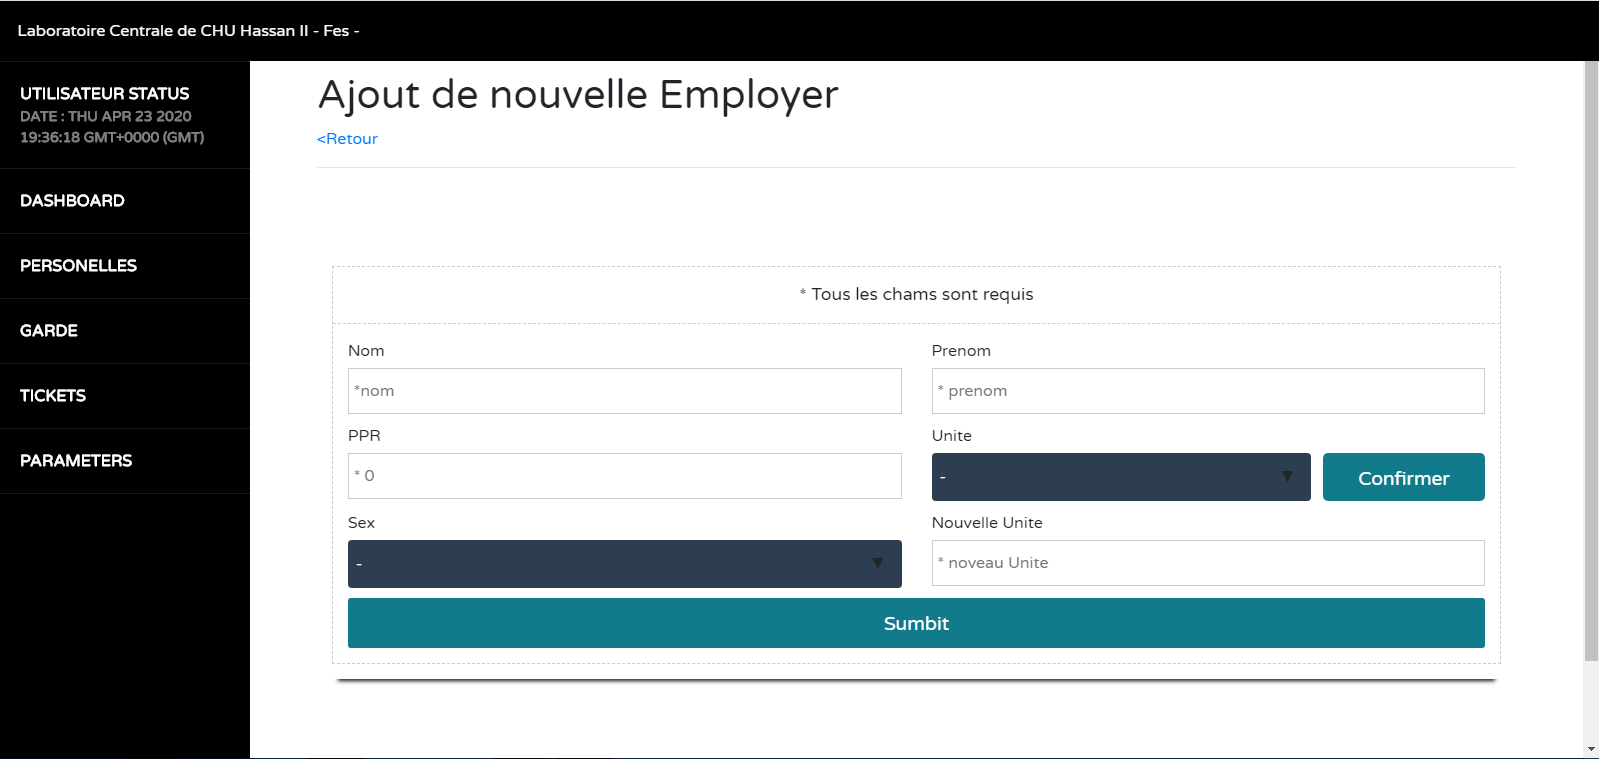 Laboratoire Centrale de CHU Hassan II - Fes -
UTILISATEUR STATUS
DATE : THU APR 23 2020
19:36:18 GMT+0000 (GMT)
DASHBOARD
PERSONELLES
GARDE
TICKETS
PARAMETERS
Ajout de nouvelle Employer
<Retour
* Tous les chams sont requis
Nom
Prenom
*nom
* prenom
PPR
Unite
* 0
-
Confirmer
Sex
Nouvelle Unite
-
* noveau Unite
Sumbit